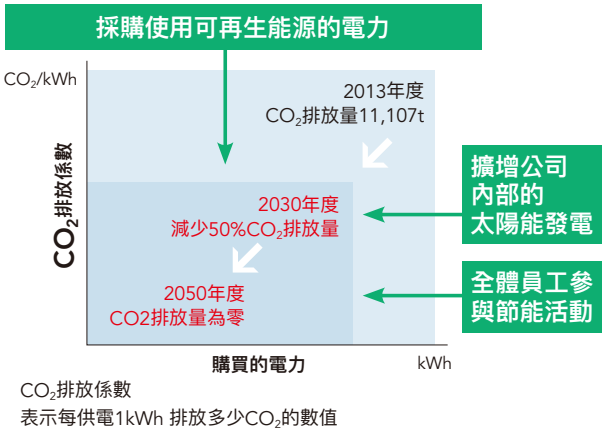 採購使用可再生能源的電力
CO₂/kWh
2013年度
CO₂排放量11,107t
CO₂排放係數
擴增公司
內部的
太陽能發電
2030年度
減少50%CO₂排放量
2050年度
CO2排放量為零
全體員工參
與節能活動
購買的電力
kWh
CO₂排放係數
表示每供電1kWh 排放多少CO₂的數值